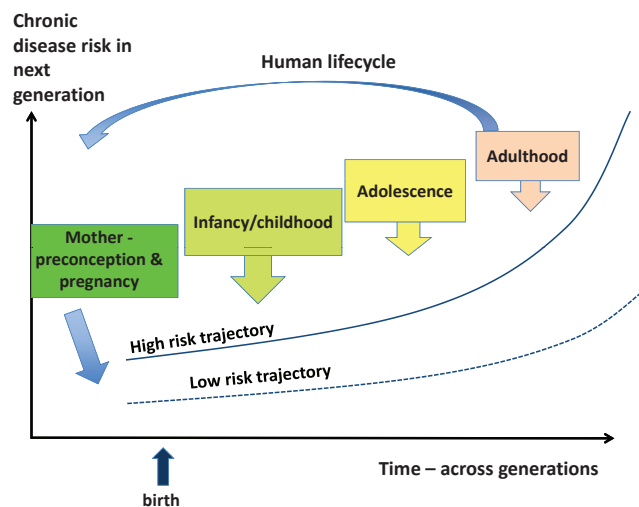 Chronic
disease risk in
next
generation
Human lifecycle
Adulthood
Adolescence
Infancy/childhood
Mother -
preconception &
pregnancy
High risk trajectory
Low risk trajectory
Time – across generations
birth